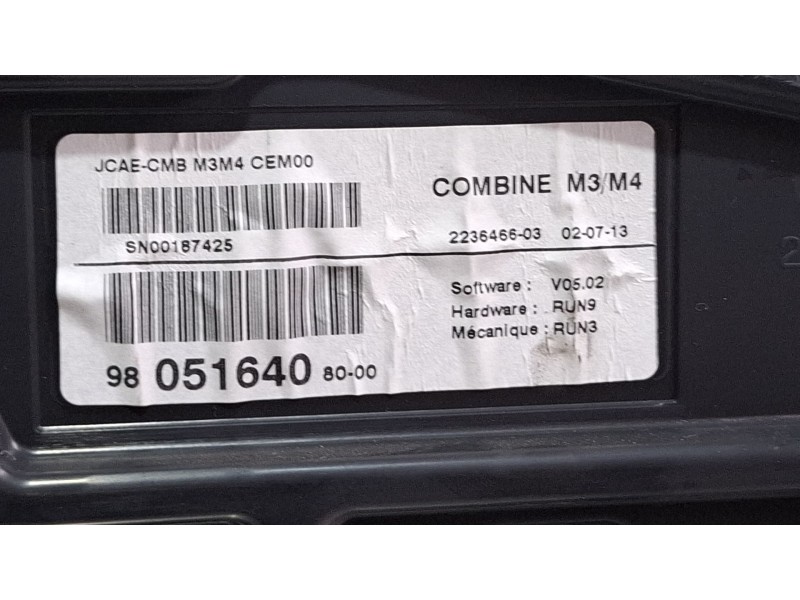 JCAE-CMB M3M4 CEM00
SN00187425
98 051640 80-00
COMBINE M3/M4
2236466-03 02-07-13
Software : V05.02
Hardware : RUN9
Mécanique : RUN3
2